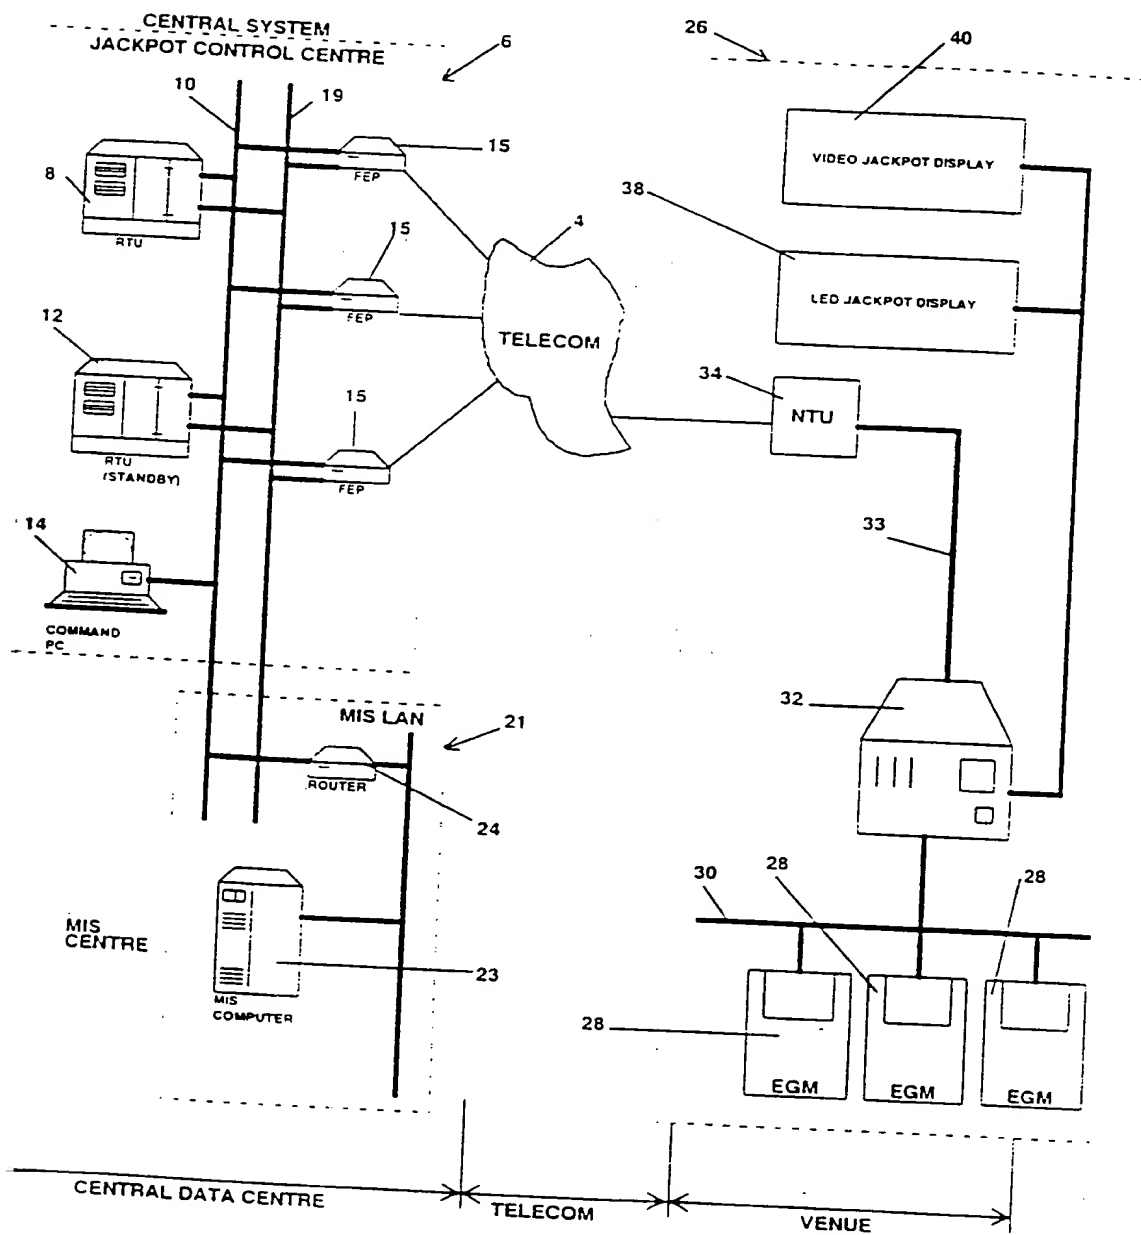 CENTRAL SYSTEM
JACKPOT CONTROL CENTRE
6
26
40
10
19
15
FEP
8
RTU
VIDEO JACKPOT DISPLAY
38
15
4
FEP
LED JACKPOT DISPLAY
12
TELECOM
34
NTU
15
RTU
(STANDBY)
FEP
14
33
COMMAND
PC
MIS LAN
21
32
ROUTER
24
30
28
28
MIS
CENTRE
23
MIS
COMPUTER
28
EGM
EGM
EGM
CENTRAL DATA CENTRE
TELECOM
VENUE